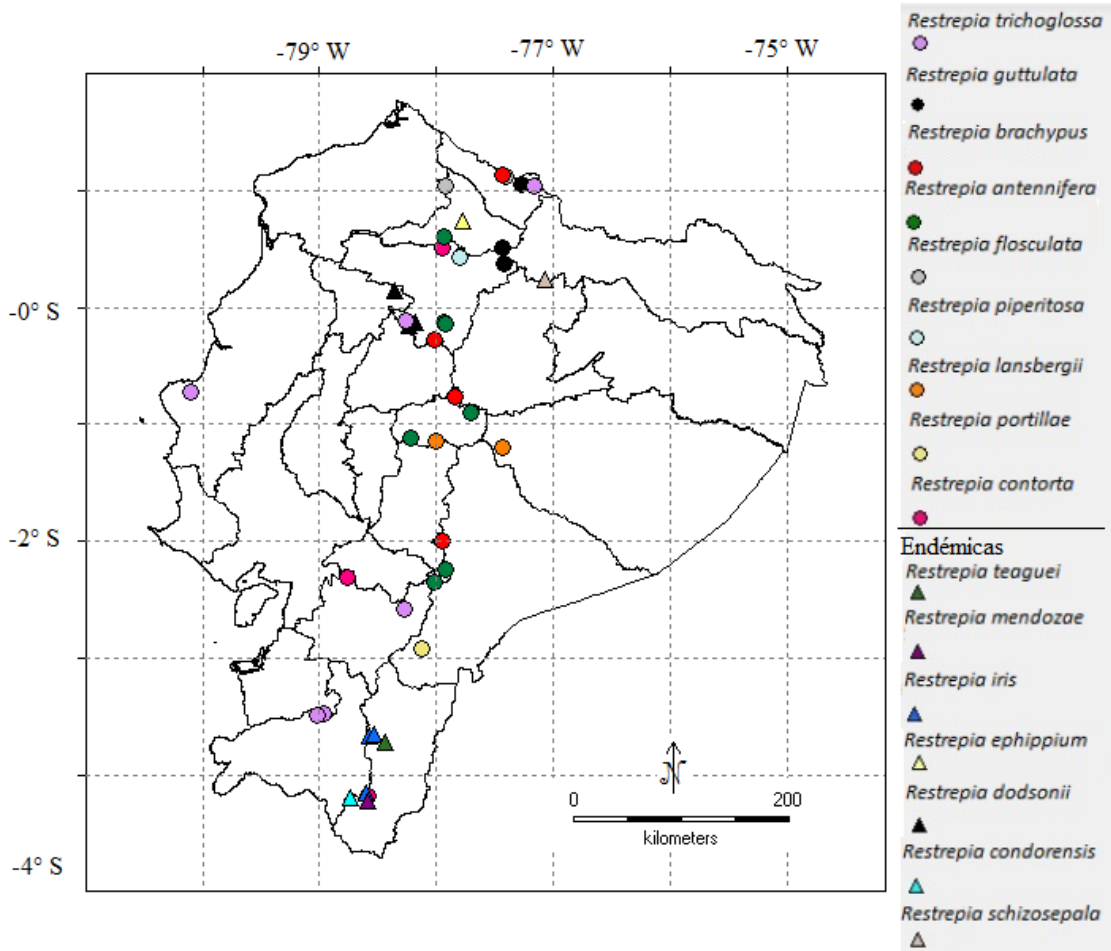 -79° W
-77° W
-75° W
-0° S
-2° S
-4° S
N
0
200
kilometers
Restrepia trichoglossa
Restrepia guttulata
Restrepia brachypus
Restrepia antennifera
Restrepia flosculata
Restrepia piperitosa
Restrepia lansbergii
Restrepia portillae
Restrepia contorta
Endémicas
Restrepia teaguei
Restrepia mendozae
Restrepia iris
Restrepia ephippium
Restrepia dodsonii
Restrepia condorensis
Restrepia schizosepala